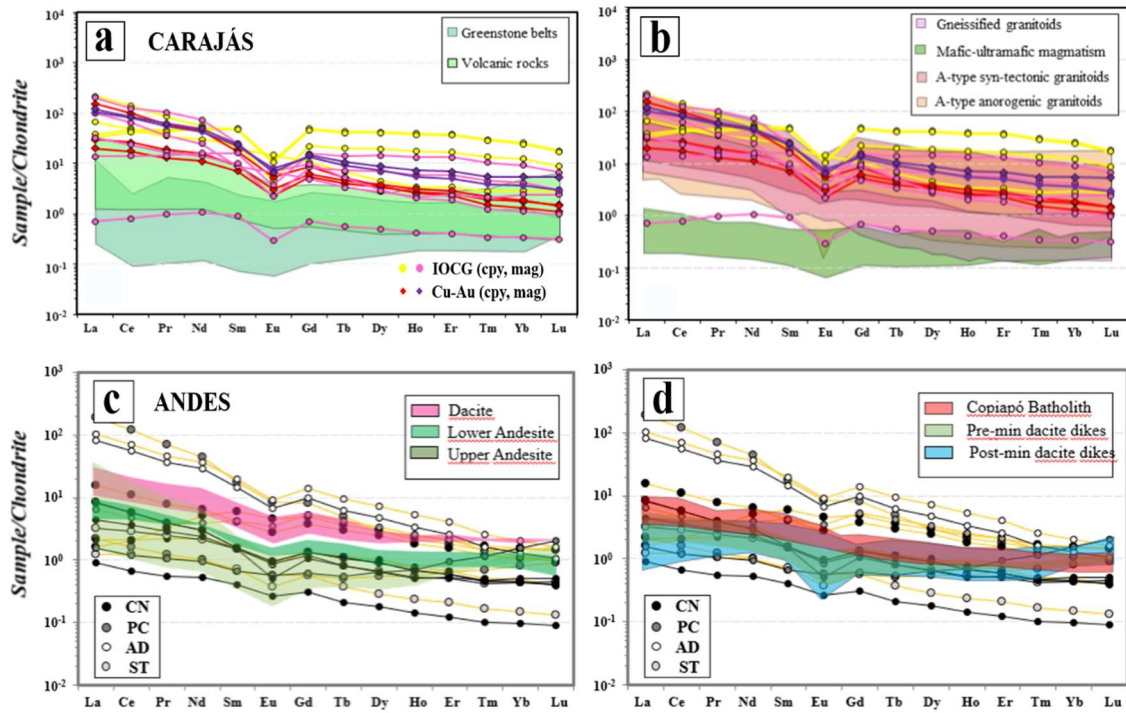 a CARAJÁS
Greenstone belts
Volcanic rocks
IOCG (cpy, mag)
Cu-Au (cpy, mag)
Sample/Chondrite
10⁴
10³
10²
10¹
10⁰
10⁻¹
10⁻²
La Ce Pr Nd Sm Eu Gd Tb Dy Ho Er Tm Yb Lu
b
Gneissified granitoids
Mafic-ultramafic magmatism
A-type syn-tectonic granitoids
A-type anorogenic granitoids
10⁴
10³
10²
10¹
10⁰
10⁻¹
10⁻²
La Ce Pr Nd Sm Eu Gd Tb Dy Ho Er Tm Yb Lu
c ANDES
Dacite
Lower Andesite
Upper Andesite
CN
PC
AD
ST
Sample/Chondrite
10³
10²
10¹
10⁰
10⁻¹
10⁻²
La Ce Pr Nd Sm Eu Gd Tb Dy Ho Er Tm Yb Lu
d
Copiapó Batholith
Pre-min dacite dikes
Post-min dacite dikes
CN
PC
AD
ST
10³
10²
10¹
10⁰
10⁻¹
10⁻²
La Ce Pr Nd Sm Eu Gd Tb Dy Ho Er Tm Yb Lu